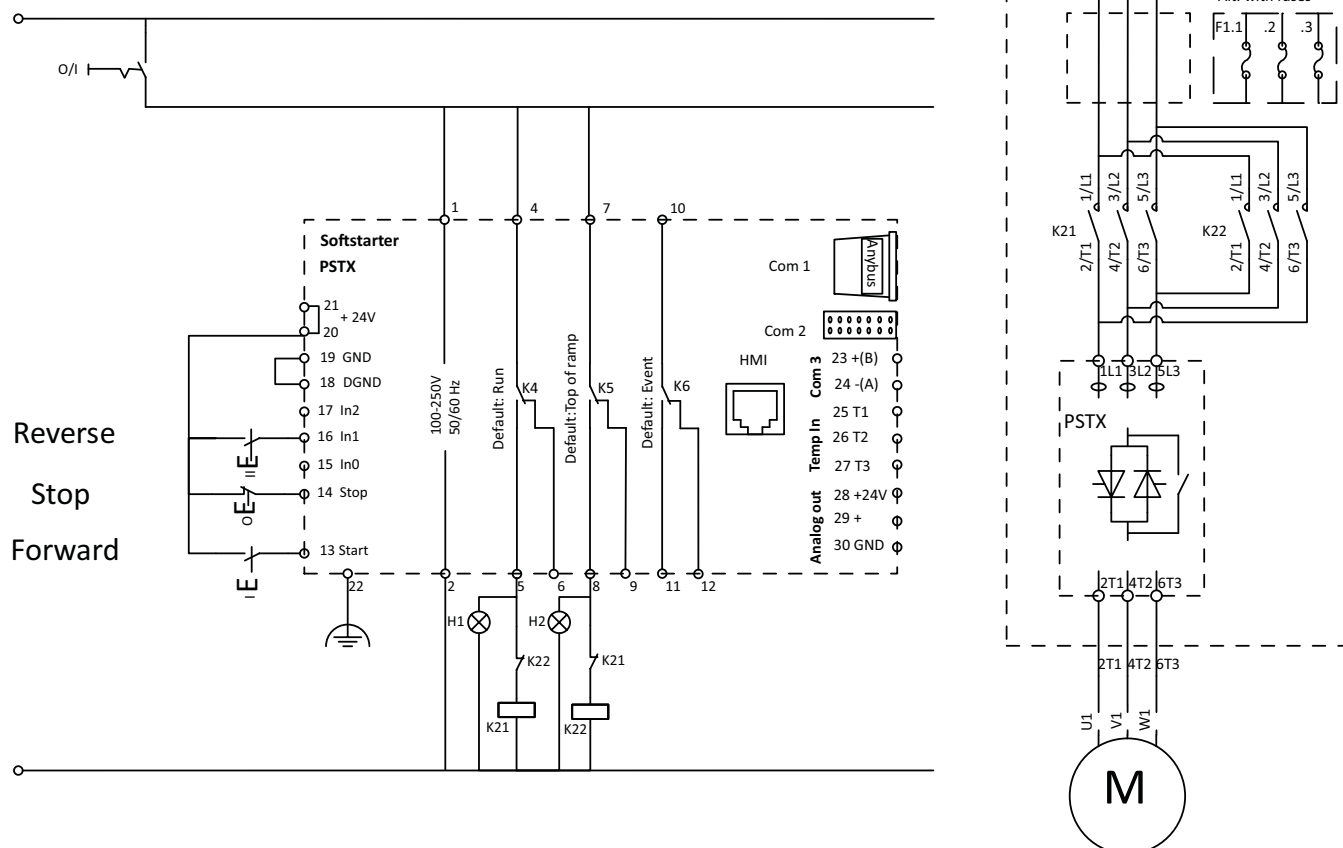 Alt. with fuses
F1.1 .2 .3
O/I
1 4 7 10
Softstarter
PSTX
Com 1
Anybus
Com 2
21
+ 24V
20
19 GND
18 DGND
17 In2
16 In1
15 In0
14 Stop
13 Start
22
Reverse
Stop
Forward
II
O
I
100-250V
50/60 Hz
Default: Run
K4
Default:Top of ramp
K5
Default: Event
K6
HMI
Com 3
23 +(B)
24 -(A)
Temp In
25 T1
26 T2
27 T3
Analog out
28 +24V
29 +
30 GND
2 5 6 8 9 11 12
H1 H2
K22 K21
K21 K22
1/L1 3/L2 5/L3
K21
2/T1 4/T2 6/T3
1/L1 3/L2 5/L3
K22
2/T1 4/T2 6/T3
1L1 3L2 5L3
PSTX
2T1 4T2 6T3
2T1 4T2 6T3
U1 V1 W1
M